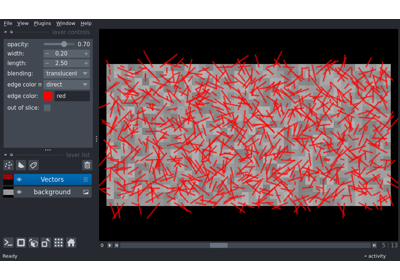 File View Plugins Window Help
layer controls
opacity: 0.70
width: 0.20
length: 2.50
blending: translucent
edge color m direct
edge color: red
out of slice:
layer list
Vectors
background
0
5 13
Ready
activity